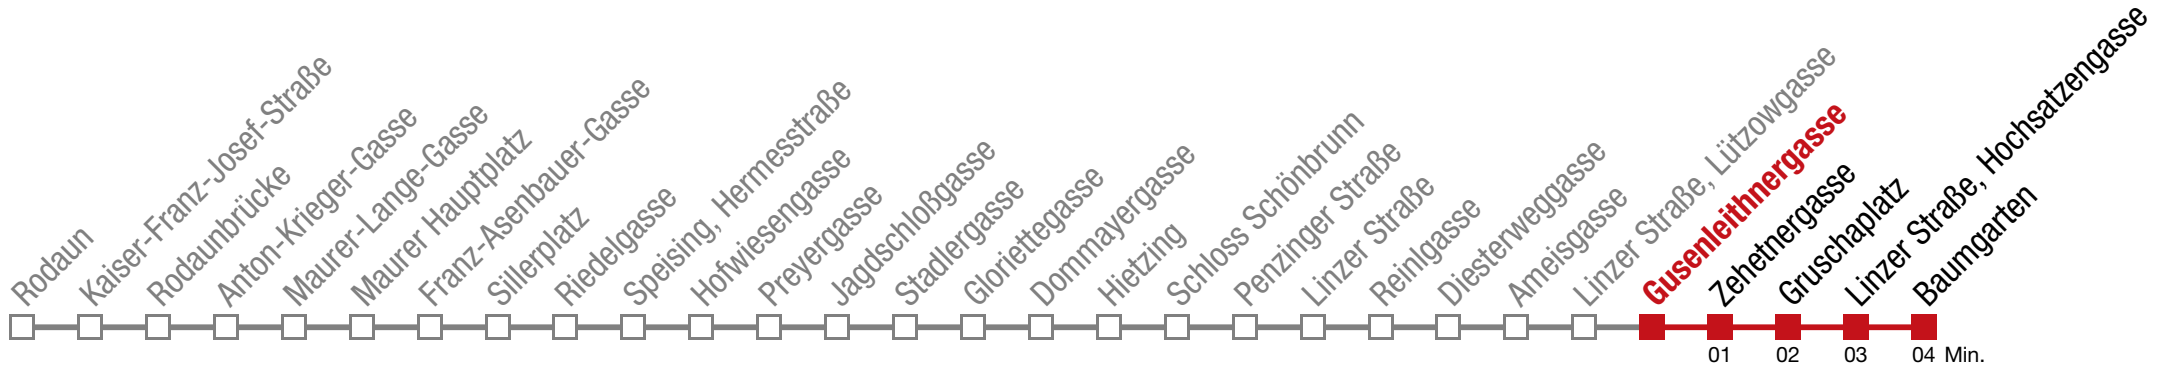 Rodaun
Kaiser-Franz-Josef-Straße
Rodaunbrücke
Anton-Krieger-Gasse
Maurer-Lange-Gasse
Maurer Hauptplatz
Franz-Asenbauer-Gasse
Sillerplatz
Riedelgasse
Speising, Hermesstraße
Hofwiesengasse
Preyergasse
Jagdschloßgasse
Stadlergasse
Gloriettegasse
Dommayergasse
Hietzing
Schloss Schönbrunn
Penzinger Straße
Linzer Straße
Reinlgasse
Diesterweggasse
Ameisgasse
Linzer Straße, Lützowgasse
Gusenleithnergasse
Zehetnergasse
Gruschaplatz
Linzer Straße, Hochsatzengasse
Baumgarten
01 02 03 04 Min.